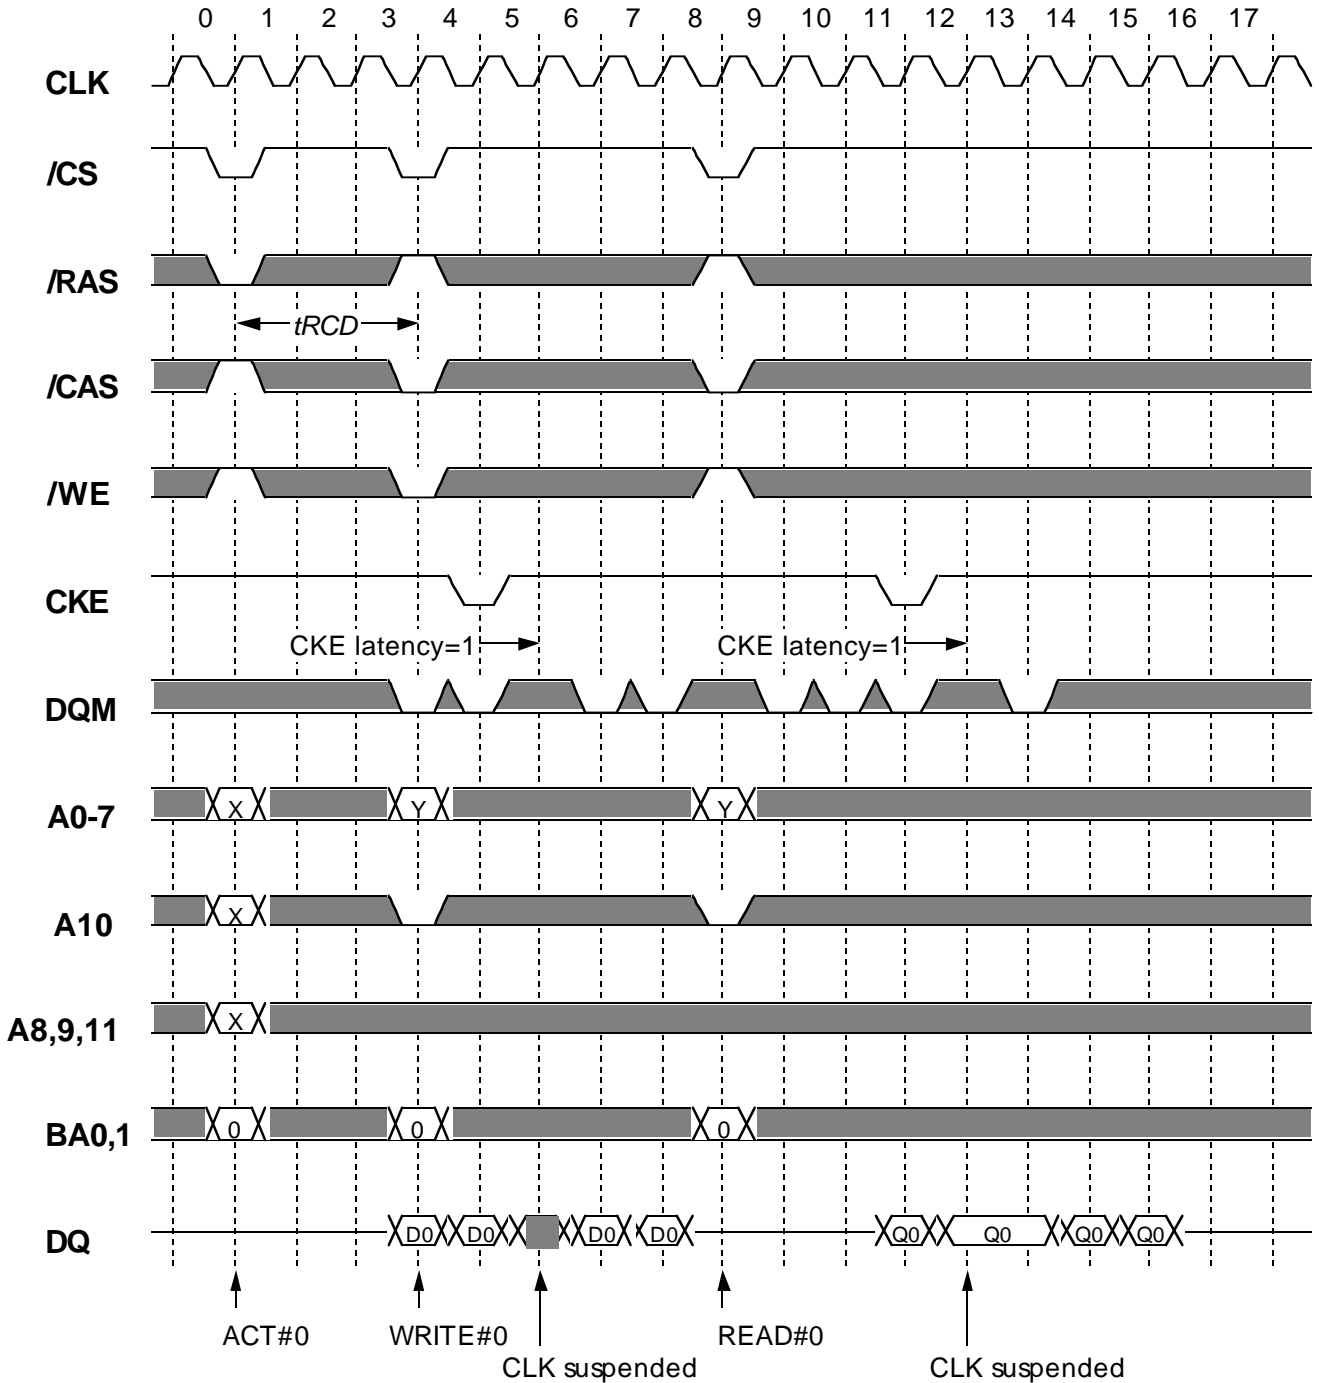 0 1 2 3 4 5 6 7 8 9 10 11 12 13 14 15 16 17
CLK
/CS
/RAS
tRCD
/CAS
/WE
CKE
CKE latency=1 CKE latency=1
DQM
A0-7 X Y Y
A10 X
A8,9,11 X
BA0,1 0 0 0
DQ D0 D0 D0 D0 Q0 Q0 Q0 Q0
ACT#0 WRITE#0 READ#0
CLK suspended CLK suspended